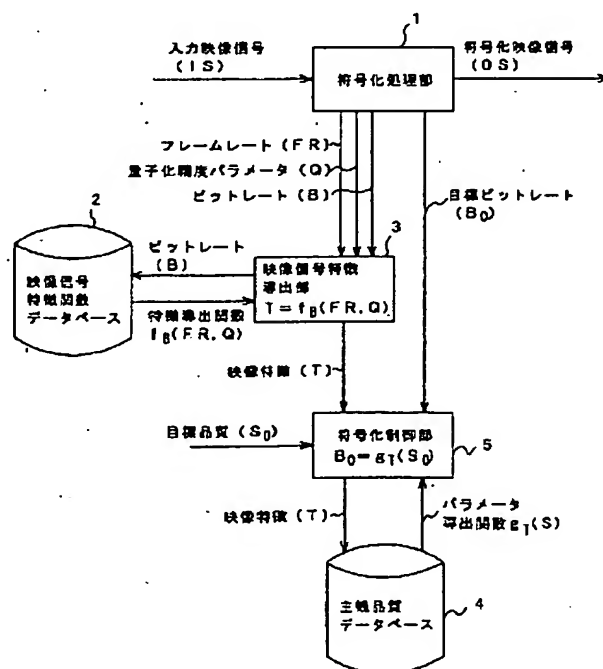 1
入力映像信号
(IS)
符号化処理部
符号化映像信号
(OS)
フレームレート(FR)
量子化精度パラメータ(Q)
ビットレート(B)
目標ビットレート
(B₀)
2
ビットレート
(B)
3
映像信号特徴
導出部
T=f_B(FR,Q)
映像信号
特徴関数
データベース
特徴導出関数
f_B(FR,Q)
映像特徴(T)
目標品質(S₀)
符号化制御部
B₀=g_T(S₀)
5
映像特徴(T)
パラメータ
導出関数g_T(S)
主観品質
データベース
4